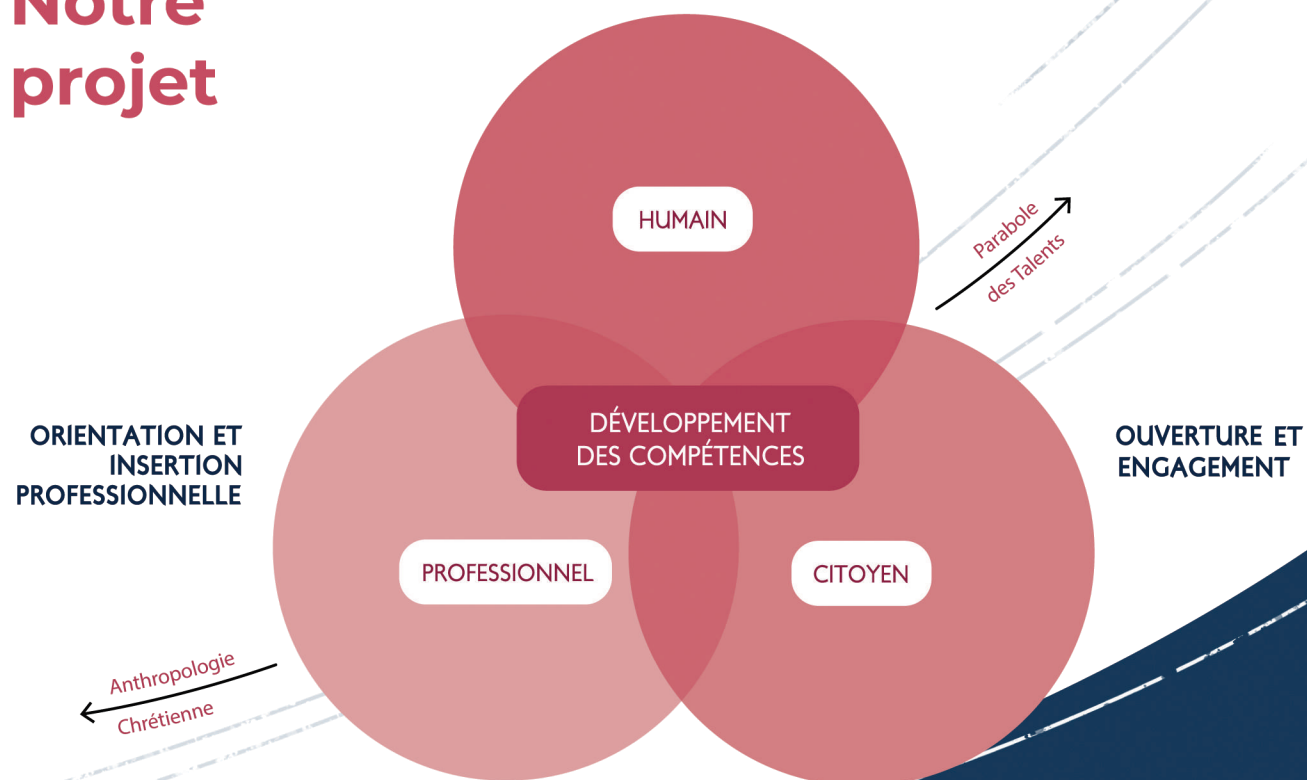 Notre
projet
HUMAIN
Parabole
des Talents
DÉVELOPPEMENT
DES COMPÉTENCES
ORIENTATION ET
INSERTION
PROFESSIONNELLE
OUVERTURE ET
ENGAGEMENT
PROFESSIONNEL
CITOYEN
Anthropologie
Chrétienne